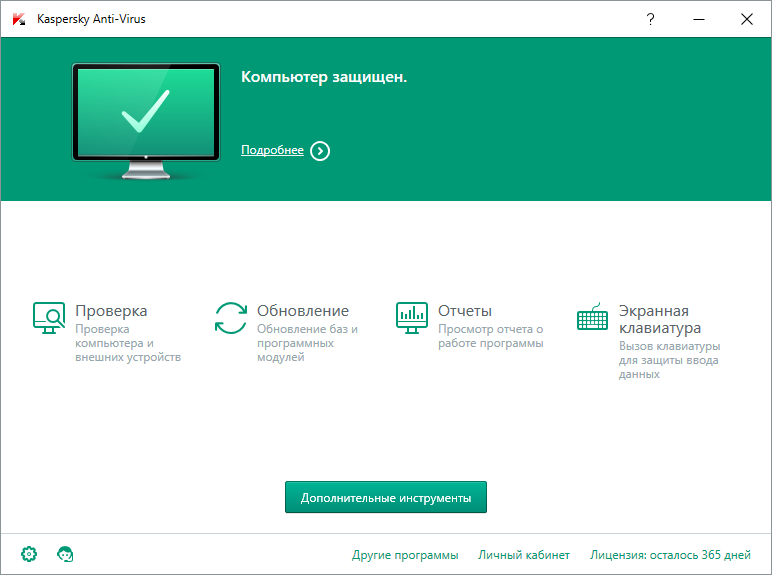 Kaspersky Anti-Virus
?
Компьютер защищен.
Подробнее
Проверка
Проверка
компьютера и
внешних устройств
Обновление
Обновление баз и
программных
модулей
Отчеты
Просмотр отчета о
работе программы
Экранная
клавиатура
Вызов клавиатуры
для защиты ввода
данных
Дополнительные инструменты
Другие программы
Личный кабинет
Лицензия: осталось 365 дней